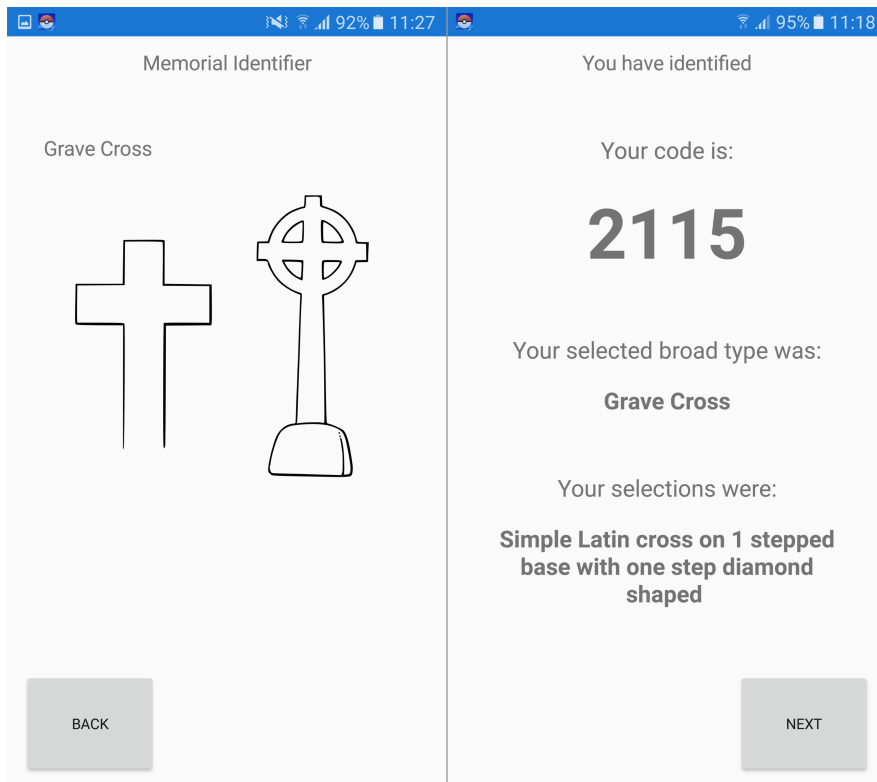 92% 11:27
Memorial Identifier
Grave Cross
BACK
95% 11:18
You have identified
Your code is:
2115
Your selected broad type was:
Grave Cross
Your selections were:
Simple Latin cross on 1 stepped
base with one step diamond
shaped
NEXT